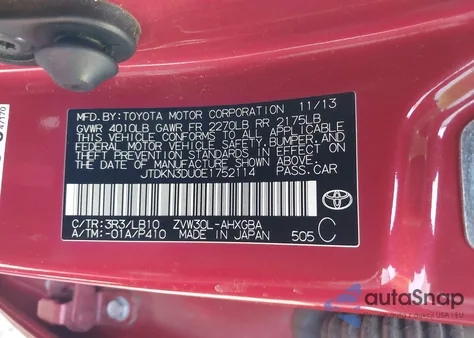 MFD. BY: TOYOTA MOTOR CORPORATION 11/13
GVWR 4010LB GAWR FR 2270LB RR 2175LB
THIS VEHICLE CONFORMS TO ALL APPLICABLE
FEDERAL MOTOR VEHICLE SAFETY, BUMPER, AND
THEFT PREVENTION STANDARDS IN EFFECT ON
THE DATE OF MANUFACTURE SHOWN ABOVE.
JTDKN3DU0E1752114 PASS.CAR
C/TR:3R3/LB10 ZVW30L-AHXGBA
A/TM:-01A/P410 MADE IN JAPAN 505 C
47170
autoSnap